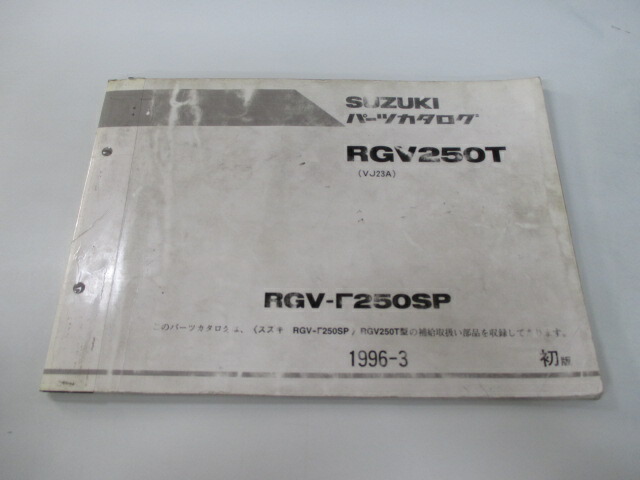 SUZUKI
パーツカタログ
RGV250T
(VJ23A)
RGV-Γ250SP
このパーツカタログは、《スズキ RGV-Γ250SP》RGV250T型の補給取扱い部品を収録しております。
1996-3 初版